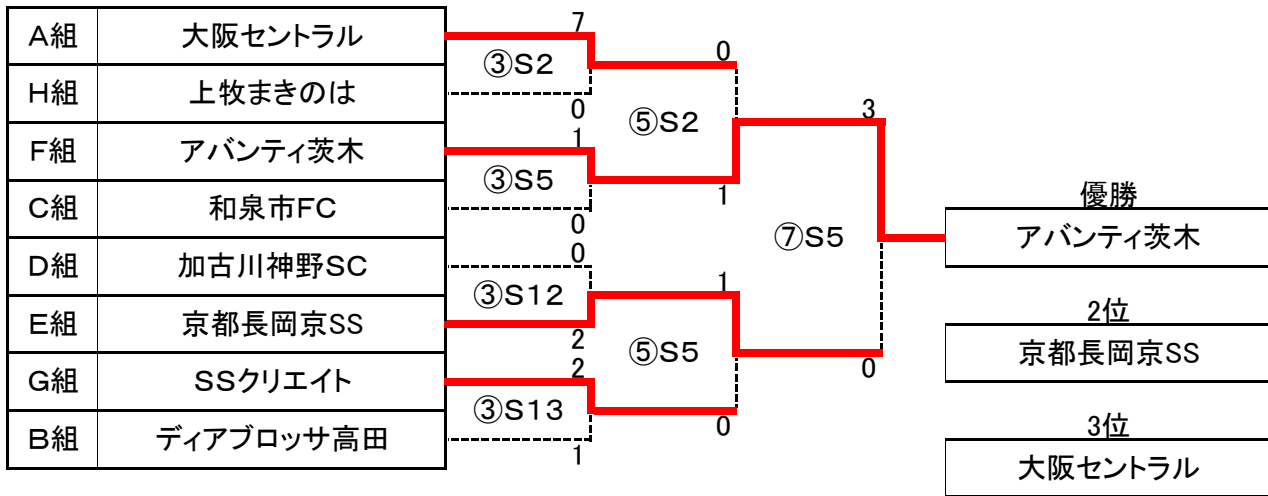 A組 大阪セントラル
H組 上牧まきのは
F組 アバンティ茨木
C組 和泉市FC
D組 加古川神野SC
E組 京都長岡京SS
G組 SSクリエイト
B組 ディアブロッサ高田
7
③S2
0
1
③S5
0
0
③S12
2
2
③S13
1
0
⑤S2
1
1
⑤S5
0
3
⑦S5
0
優勝
アバンティ茨木
2位
京都長岡京SS
3位
大阪セントラル